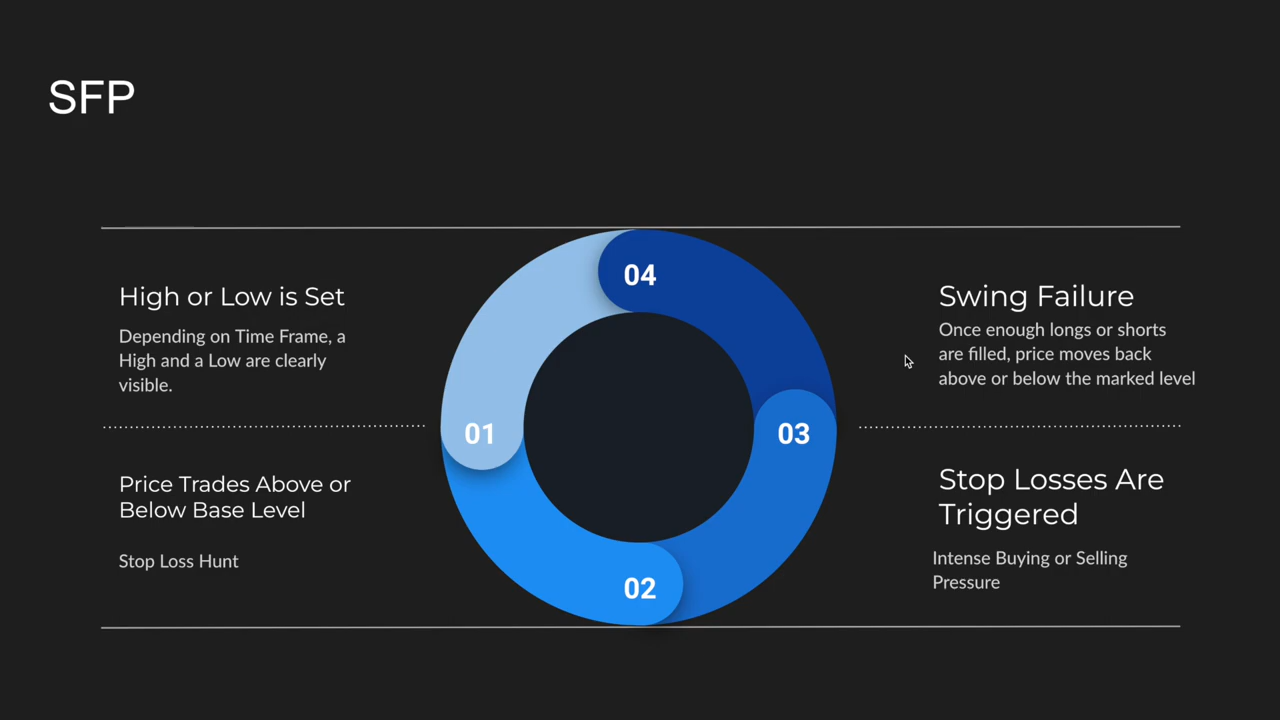 SFP
High or Low is Set
Depending on Time Frame, a
High and a Low are clearly
visible.
Price Trades Above or
Below Base Level
Stop Loss Hunt
04
01
03
02
Swing Failure
Once enough longs or shorts
are filled, price moves back
above or below the marked level
Stop Losses Are
Triggered
Intense Buying or Selling
Pressure